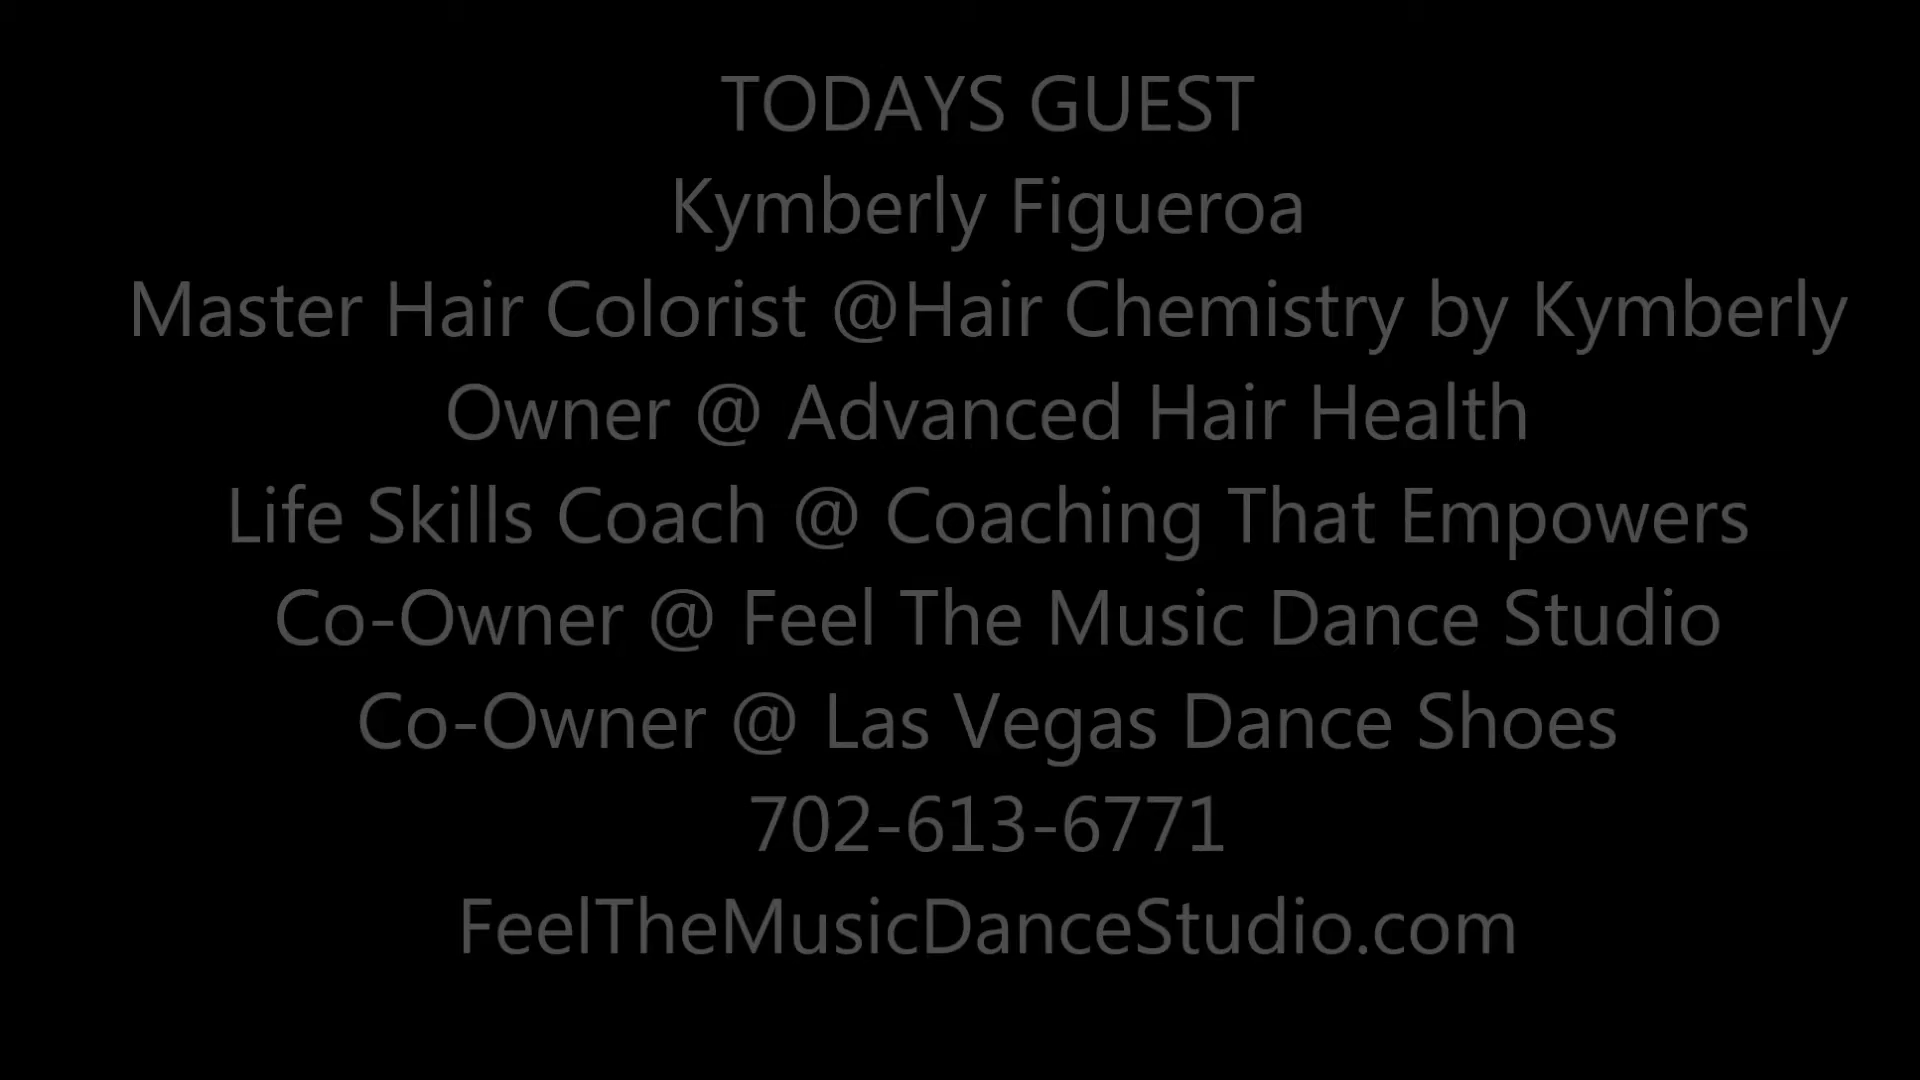 TODAYS GUEST
Kymberly Figueroa
Master Hair Colorist @Hair Chemistry by Kymberly
Owner @ Advanced Hair Health
Life Skills Coach @ Coaching That Empowers
Co-Owner @ Feel The Music Dance Studio
Co-Owner @ Las Vegas Dance Shoes
702-613-6771
FeelTheMusicDanceStudio.com